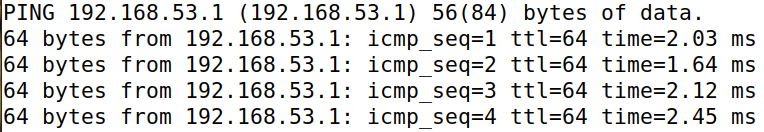 PING 192.168.53.1 (192.168.53.1) 56(84) bytes of data.
64 bytes from 192.168.53.1: icmp_seq=1 ttl=64 time=2.03 ms
64 bytes from 192.168.53.1: icmp_seq=2 ttl=64 time=1.64 ms
64 bytes from 192.168.53.1: icmp_seq=3 ttl=64 time=2.12 ms
64 bytes from 192.168.53.1: icmp_seq=4 ttl=64 time=2.45 ms